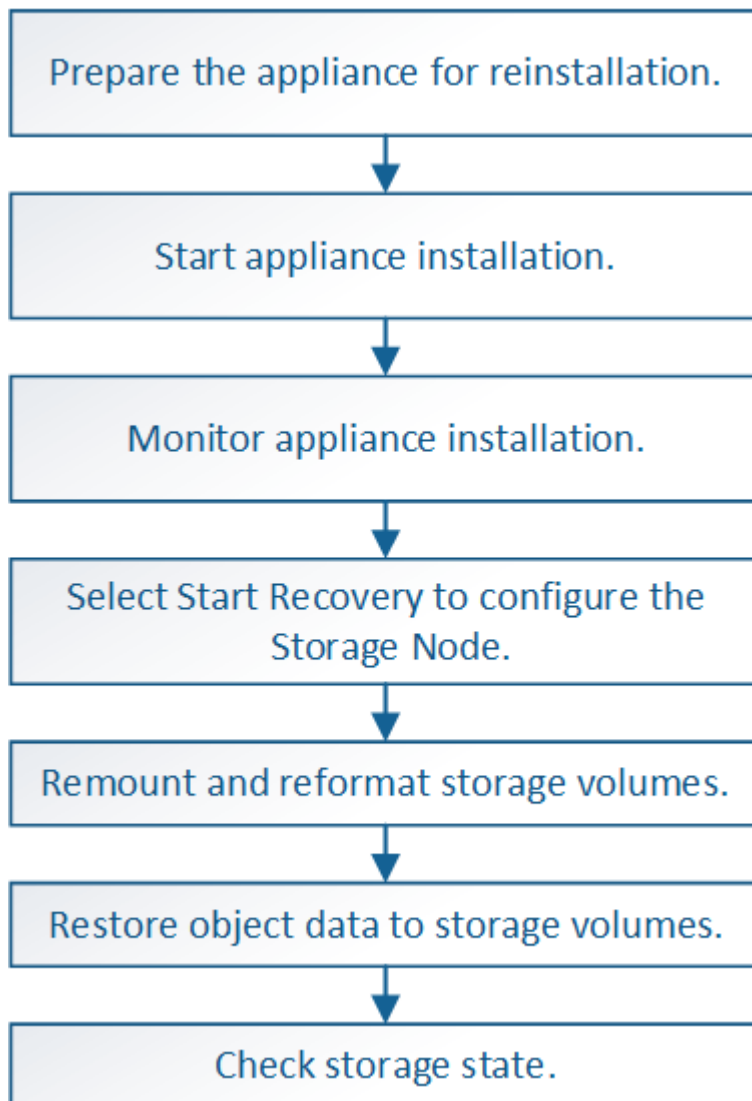 Prepare the appliance for reinstallation.
Start appliance installation.
Monitor appliance installation.
Select Start Recovery to configure the
Storage Node.
Remount and reformat storage volumes.
Restore object data to storage volumes.
Check storage state.